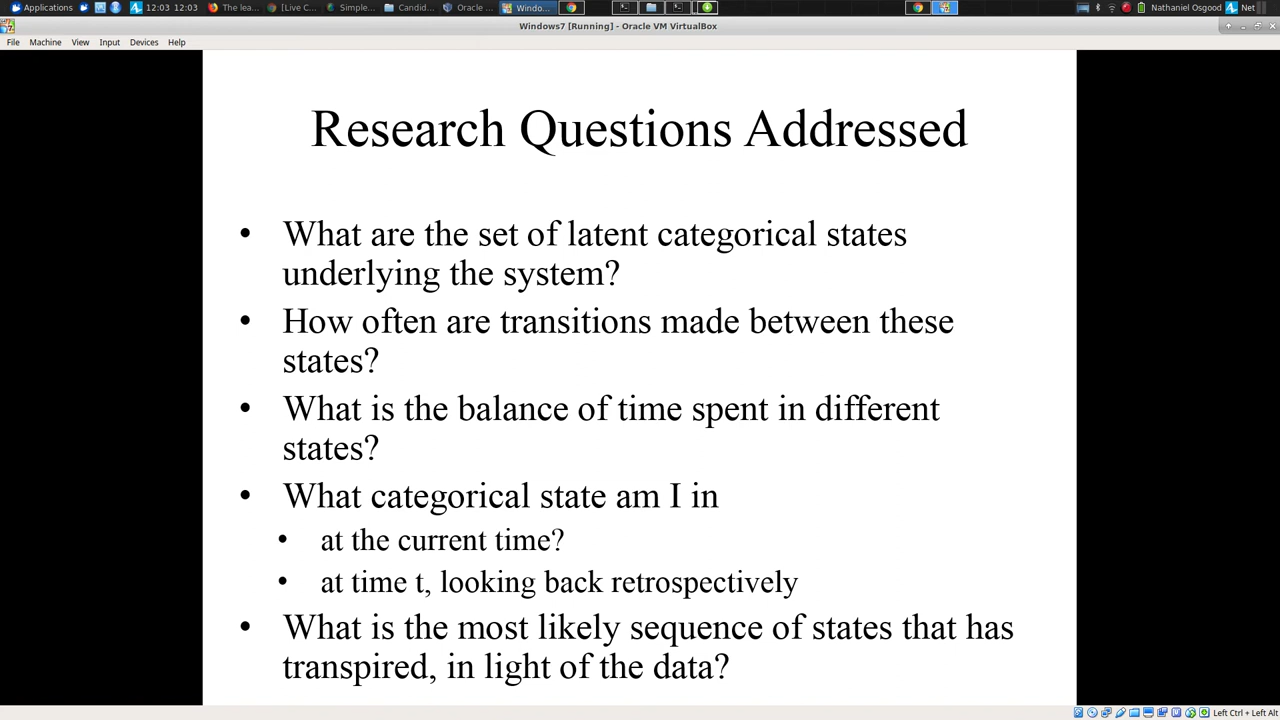 Applications 12:03 12:03 The lea... [Live C... Simple... Candid... Oracle ... Windo... Nathaniel Osgood Net
Windows7 [Running] - Oracle VM VirtualBox
File Machine View Input Devices Help
Research Questions Addressed
• What are the set of latent categorical states
underlying the system?
• How often are transitions made between these
states?
• What is the balance of time spent in different
states?
• What categorical state am I in
• at the current time?
• at time t, looking back retrospectively
• What is the most likely sequence of states that has
transpired, in light of the data?
Left Ctrl + Left Alt